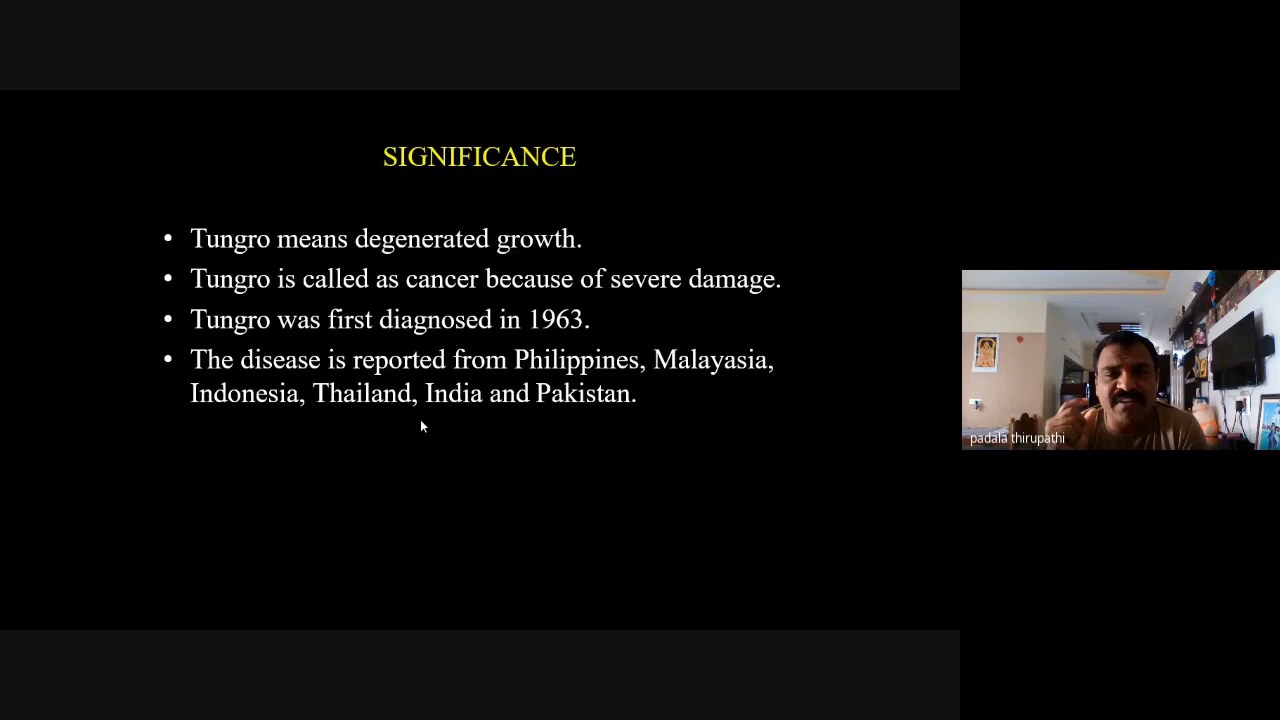 SIGNIFICANCE
• Tungro means degenerated growth.
• Tungro is called as cancer because of severe damage.
• Tungro was first diagnosed in 1963.
• The disease is reported from Philippines, Malayasia,
Indonesia, Thailand, India and Pakistan.
padala thirupathi